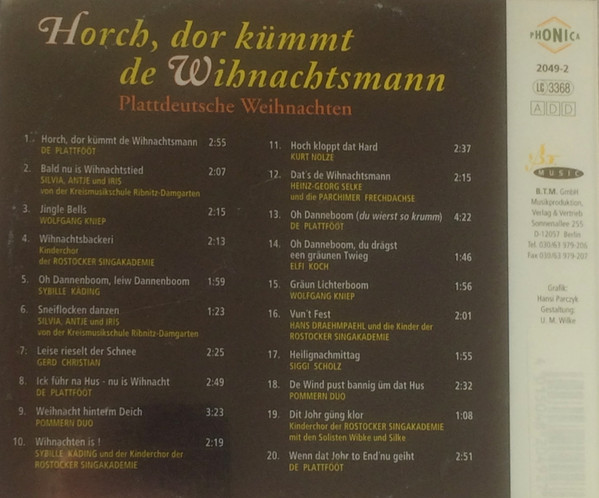 Horch, dor kümmt
de Wihnachtsmann
Plattdeutsche Weihnachten
1. Horch, dor kümmt de Wihnachtsmann 2:55
DE PLATTFÖÖT
2. Bald nu is Wihnachtstied 2:07
SILVIA, ANTJE und IRIS
von der Kreismusikschule Ribnitz-Damgarten
3. Jingle Bells 2:15
WOLFGANG KNIEP
4. Wihnachtsbackeri 2:13
Kinderchor
der ROSTOCKER SINGAKADEMIE
5. Oh Dannenboom, leiw Dannenboom 1:59
SYBILLE KÄDING
6. Sneiflocken danzen 1:23
SILVIA, ANTJE und IRIS
von der Kreismusikschule Ribnitz-Damgarten
7. Leise rieselt der Schnee 2:25
GERD CHRISTIAN
8. Ick führ na Hus - nu is Wihnacht 2:49
DE PLATTFÖÖT
9. Weihnacht hinterm Deich 3:23
POMMERN DUO
10. Wihnachten is ! 2:19
SYBILLE KÄDING und der Kinderchor der
ROSTOCKER SINGAKADEMIE
11. Hoch kloppt dat Hard 2:37
KURT NOLZE
12. Dat's de Wihnachtsmann 2:15
HEINZ-GEORG SELKE
und die PARCHIMER FRECHDACHSE
13. Oh Danneboom (du wierst so krumm) 4:22
DE PLATTFÖÖT
14. Oh Danneboom, du drägst
een gräunen Twieg 1:46
ELFI KOCH
15. Gräun Lichterboom 1:56
WOLFGANG KNIEP
16. Vun't Fest 2:01
HANS DRAEHMPAEHL und die Kinder der
ROSTOCKER SINGAKADEMIE
17. Heilignachmittag 1:55
SIGGI SCHOLZ
18. De Wind pust bannig üm dat Hus 2:32
POMMERN DUO
19. Dit Johr güng klor 1:08
Kinderchor der ROSTOCKER SINGAKADEMIE
mit den Solisten Wibke und Silke
20. Wenn dat Johr to End'nu geiht 2:51
DE PLATTFÖÖT
PHONICA
2049-2
LC 3368
ADD
MUSIC
B.T.M. GmbH
Musikproduktion,
Verlag & Vertrieb
Sonnenallee 255
D-12057 Berlin
Tel. 030/63 979-206
Fax 030/63 979-207
Grafik:
Hansi Parczyk
Gestaltung:
U. M. Wilke